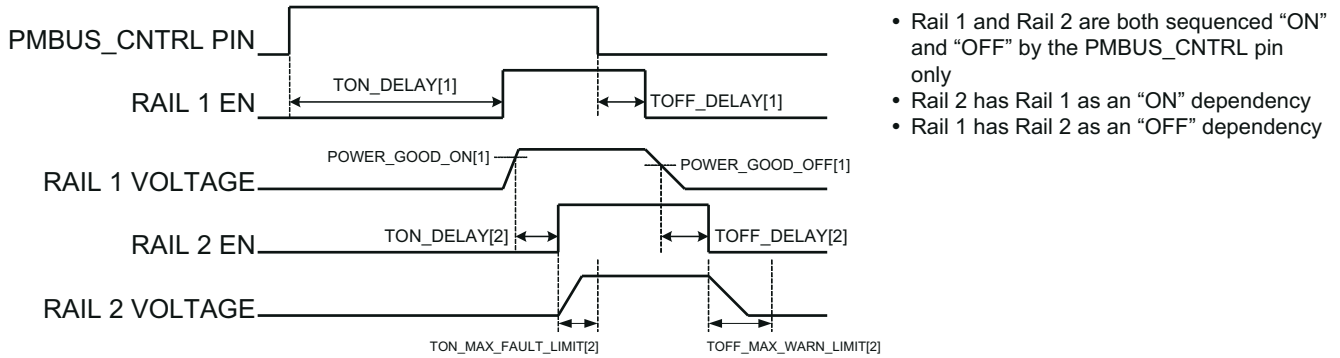 PMBUS_CNTRL PIN
RAIL 1 EN
TON_DELAY[1]
TOFF_DELAY[1]
POWER_GOOD_ON[1]
POWER_GOOD_OFF[1]
RAIL 1 VOLTAGE
RAIL 2 EN
TON_DELAY[2]
TOFF_DELAY[2]
RAIL 2 VOLTAGE
TON_MAX_FAULT_LIMIT[2]
TOFF_MAX_WARN_LIMIT[2]
• Rail 1 and Rail 2 are both sequenced “ON”
and “OFF” by the PMBUS_CNTRL pin
only
• Rail 2 has Rail 1 as an “ON” dependency
• Rail 1 has Rail 2 as an “OFF” dependency